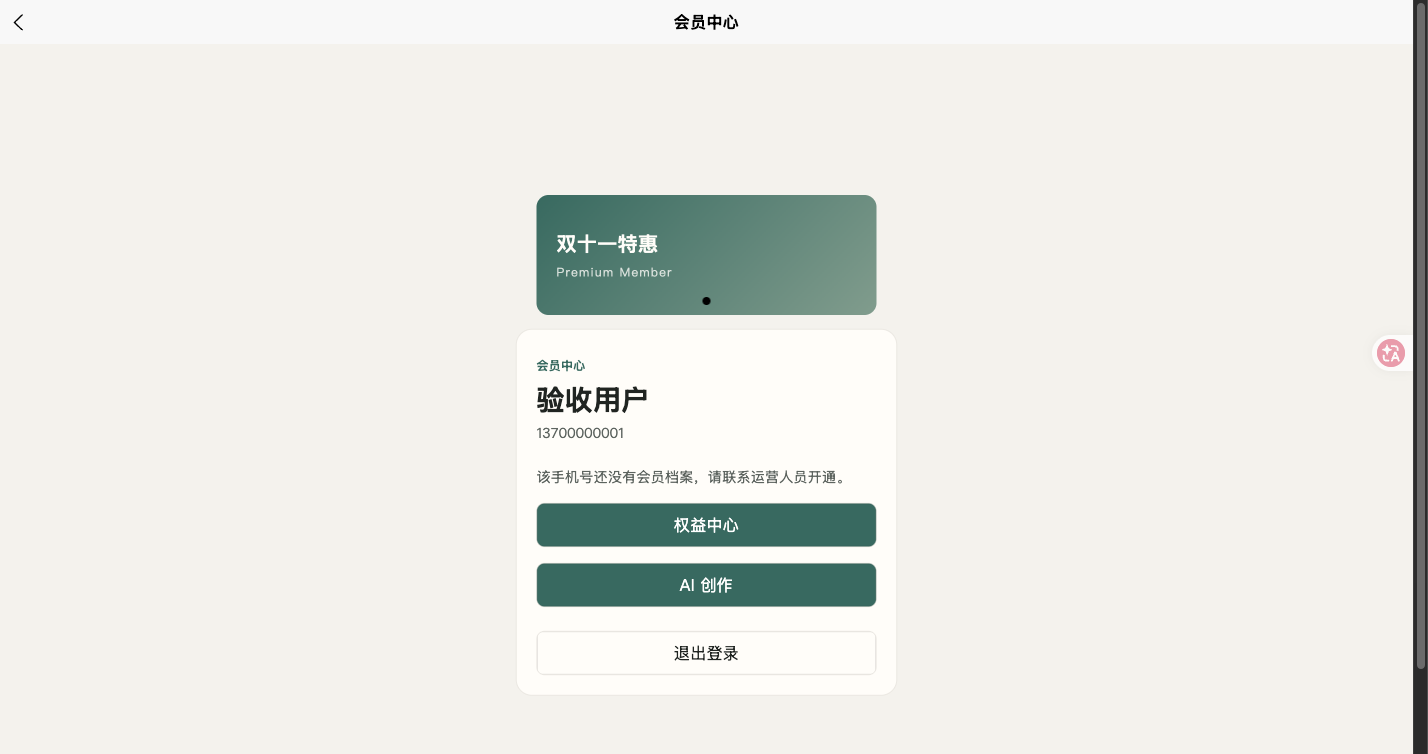 会员中心
双十一特惠
Premium Member
会员中心
验收用户
13700000001
该手机号还没有会员档案，请联系运营人员开通。
权益中心
AI 创作
退出登录